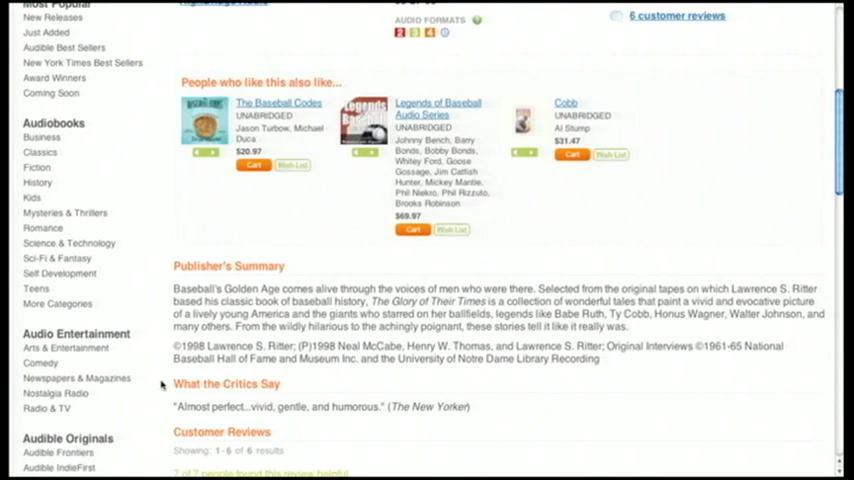 Most Popular
New Releases
Just Added
Audible Best Sellers
New York Times Best Sellers
Award Winners
Coming Soon
Audiobooks
Business
Classics
Fiction
History
Kids
Mysteries & Thrillers
Romance
Science & Technology
Sci-Fi & Fantasy
Self Development
Teens
More Categories
Audio Entertainment
Arts & Entertainment
Comedy
Newspapers & Magazines
Nostalgia Radio
Radio & TV
Audible Originals
Audible Frontiers
Audible IndieFirst
AUDIO FORMATS
2 3 4
6 customer reviews
People who like this also like...
The Baseball Codes
UNABRIDGED
Jason Turbow, Michael
Duca
$20.97
Cart Wish List
Legends of Baseball
Audio Series
UNABRIDGED
Johnny Bench, Barry
Bonds, Bobby Bonds,
Whitey Ford, Goose
Gossage, Jim Catfish
Hunter, Mickey Mantle,
Phil Niekro, Phil Rizzuto,
Brooks Robinson
$69.97
Cart Wish List
Cobb
UNABRIDGED
Al Stump
$31.47
Cart Wish List
Publisher's Summary
Baseball's Golden Age comes alive through the voices of men who were there. Selected from the original tapes on which Lawrence S. Ritter
based his classic book of baseball history, The Glory of Their Times is a collection of wonderful tales that paint a vivid and evocative picture
of a lively young America and the giants who starred on her ballfields, legends like Babe Ruth, Ty Cobb, Honus Wagner, Walter Johnson, and
many others. From the wildly hilarious to the achingly poignant, these stories tell it like it really was.
©1998 Lawrence S. Ritter; (P)1998 Neal McCabe, Henry W. Thomas, and Lawrence S. Ritter; Original Interviews ©1961-65 National
Baseball Hall of Fame and Museum Inc. and the University of Notre Dame Library Recording
What the Critics Say
"Almost perfect...vivid, gentle, and humorous." (The New Yorker)
Customer Reviews
Showing: 1-6 of 6 results
7 of 7 people found this review helpful